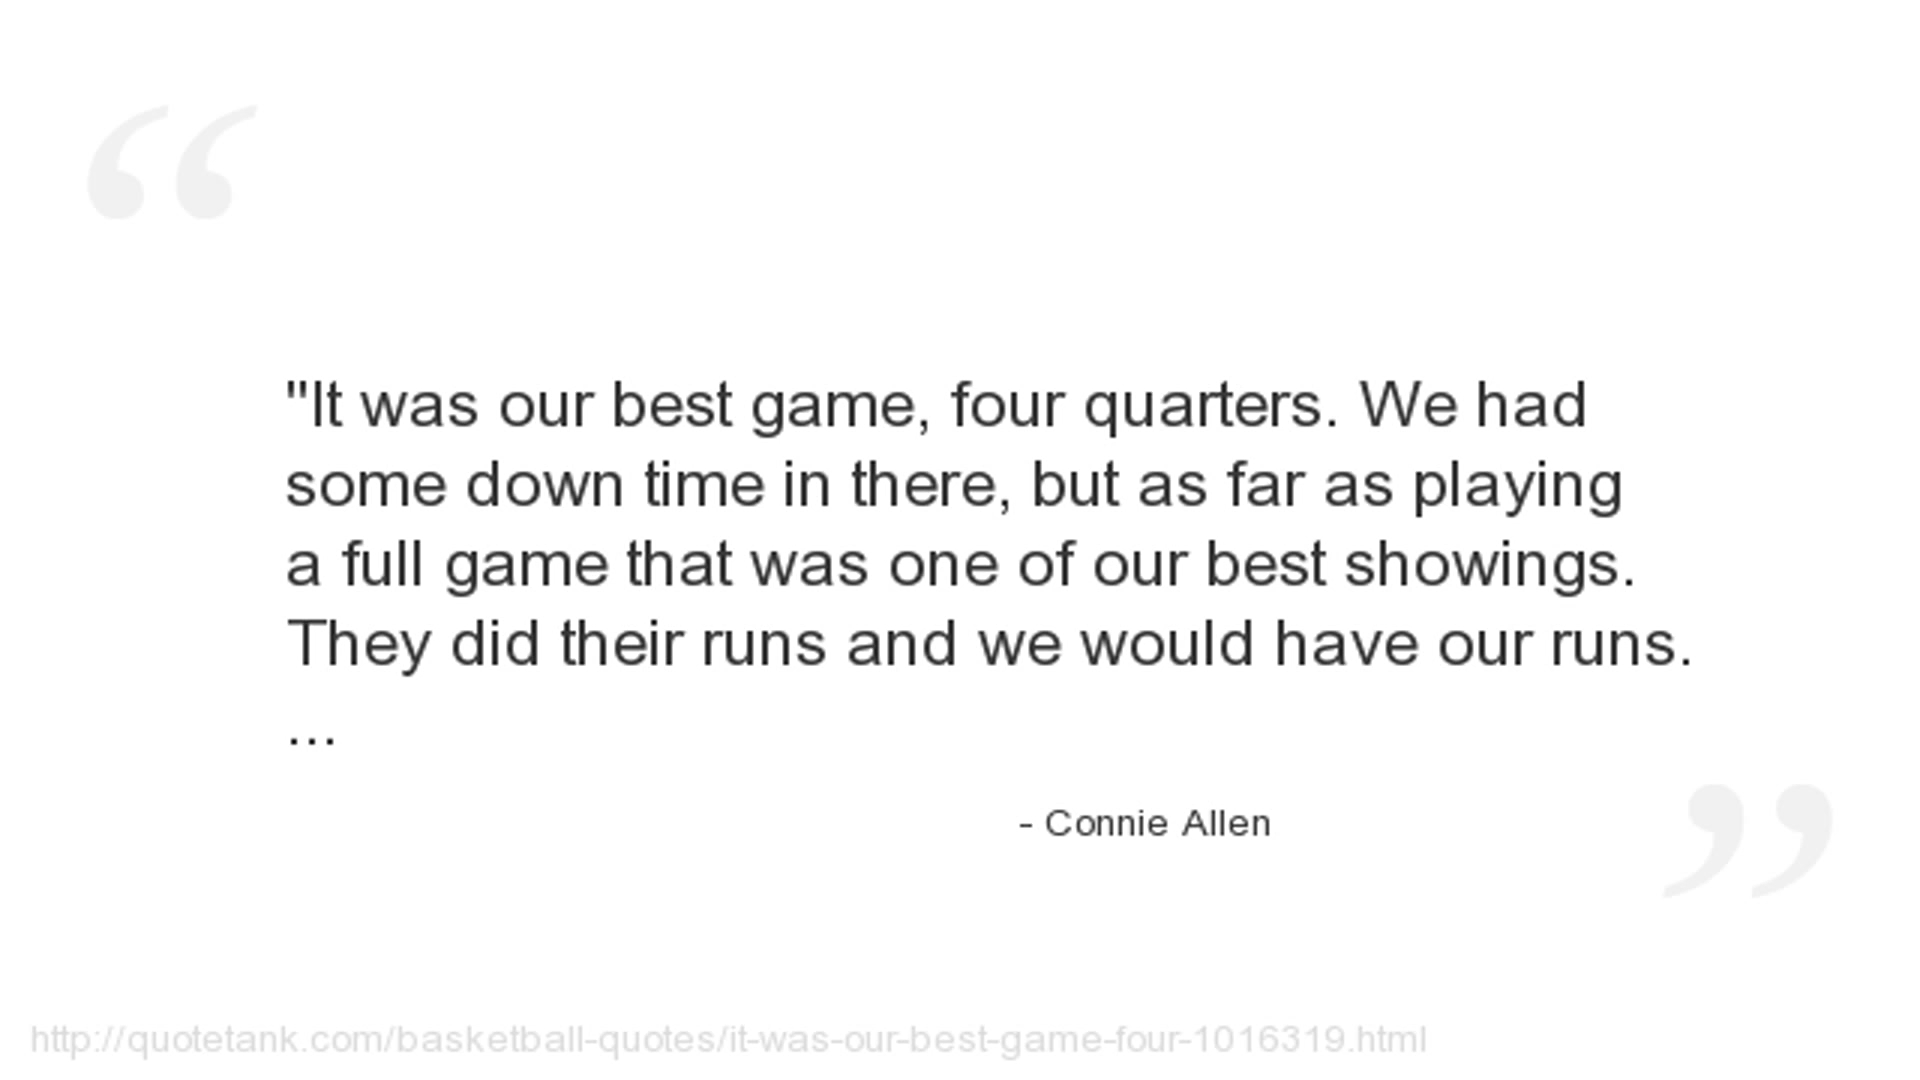 "It was our best game, four quarters. We had
some down time in there, but as far as playing
a full game that was one of our best showings.
They did their runs and we would have our runs.
...
- Connie Allen
http://quotetank.com/basketball-quotes/it-was-our-best-game-four-1016319.html